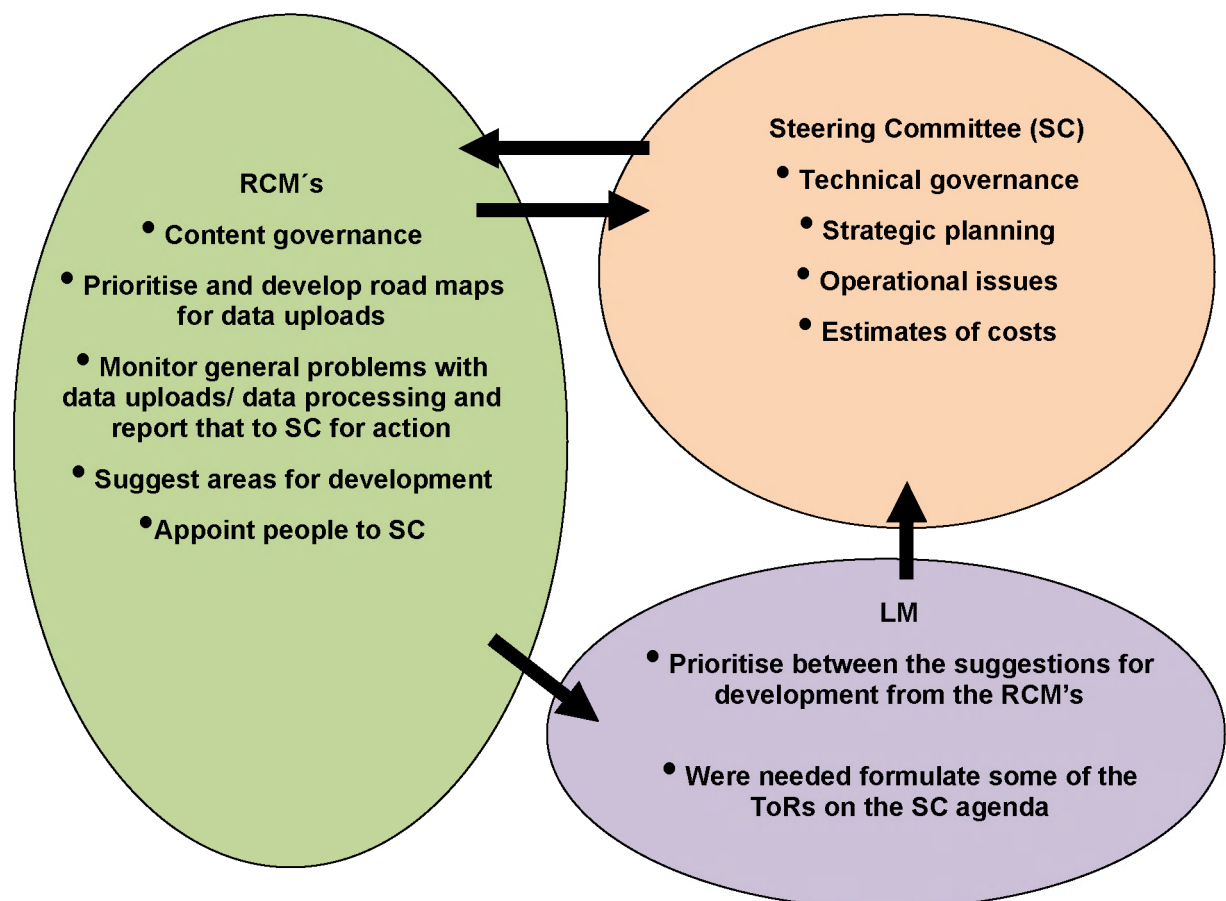 RCM´s
• Content governance
• Prioritise and develop road maps
for data uploads
• Monitor general problems with
data uploads/ data processing and
report that to SC for action
• Suggest areas for development
•Appoint people to SC
Steering Committee (SC)
• Technical governance
• Strategic planning
• Operational issues
• Estimates of costs
LM
• Prioritise between the suggestions for
development from the RCM’s
• Were needed formulate some of the
ToRs on the SC agenda